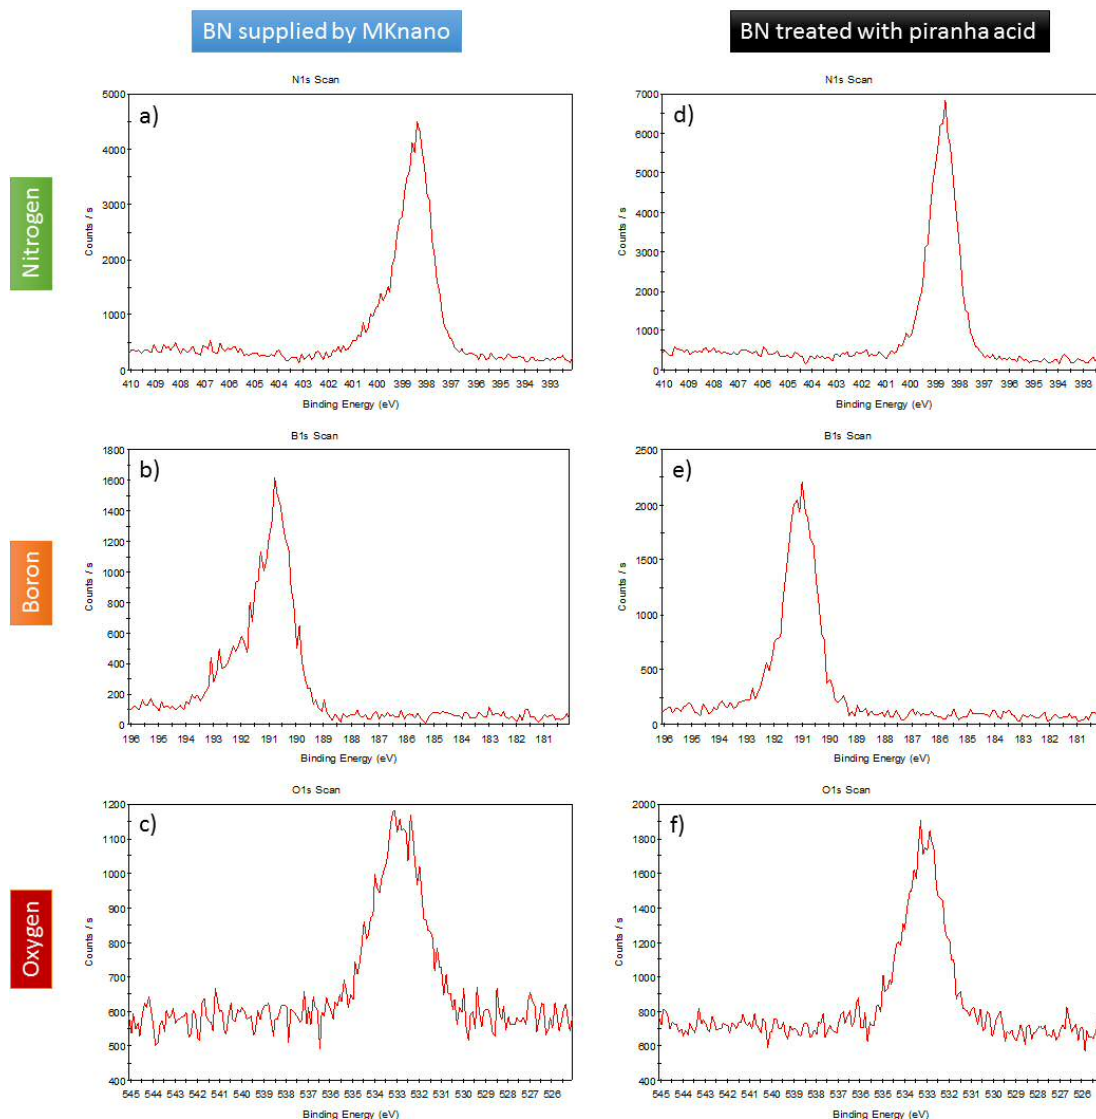 BN supplied by MKnano
BN treated with piranha acid
Nitrogen
N1s Scan
a)
5000
4000
3000
2000
1000
0
Counts / s
410 409 408 407 406 405 404 403 402 401 400 399 398 397 396 395 394 393
Binding Energy (eV)
N1s Scan
d)
7000
6000
5000
4000
3000
2000
1000
0
Counts / s
410 409 408 407 406 405 404 403 402 401 400 399 398 397 396 395 394 393
Binding Energy (eV)
Boron
B1s Scan
b)
1800
1600
1400
1200
1000
800
600
400
200
0
Counts / s
196 195 194 193 192 191 190 189 188 187 186 185 184 183 182 181
Binding Energy (eV)
B1s Scan
e)
2500
2000
1500
1000
500
0
Counts / s
196 195 194 193 192 191 190 189 188 187 186 185 184 183 182 181
Binding Energy (eV)
Oxygen
O1s Scan
c)
1200
1100
1000
900
800
700
600
500
400
Counts / s
545 544 543 542 541 540 539 538 537 536 535 534 533 532 531 530 529 528 527 526
Binding Energy (eV)
O1s Scan
f)
2000
1800
1600
1400
1200
1000
800
600
400
Counts / s
545 544 543 542 541 540 539 538 537 536 535 534 533 532 531 530 529 528 527 526
Binding Energy (eV)